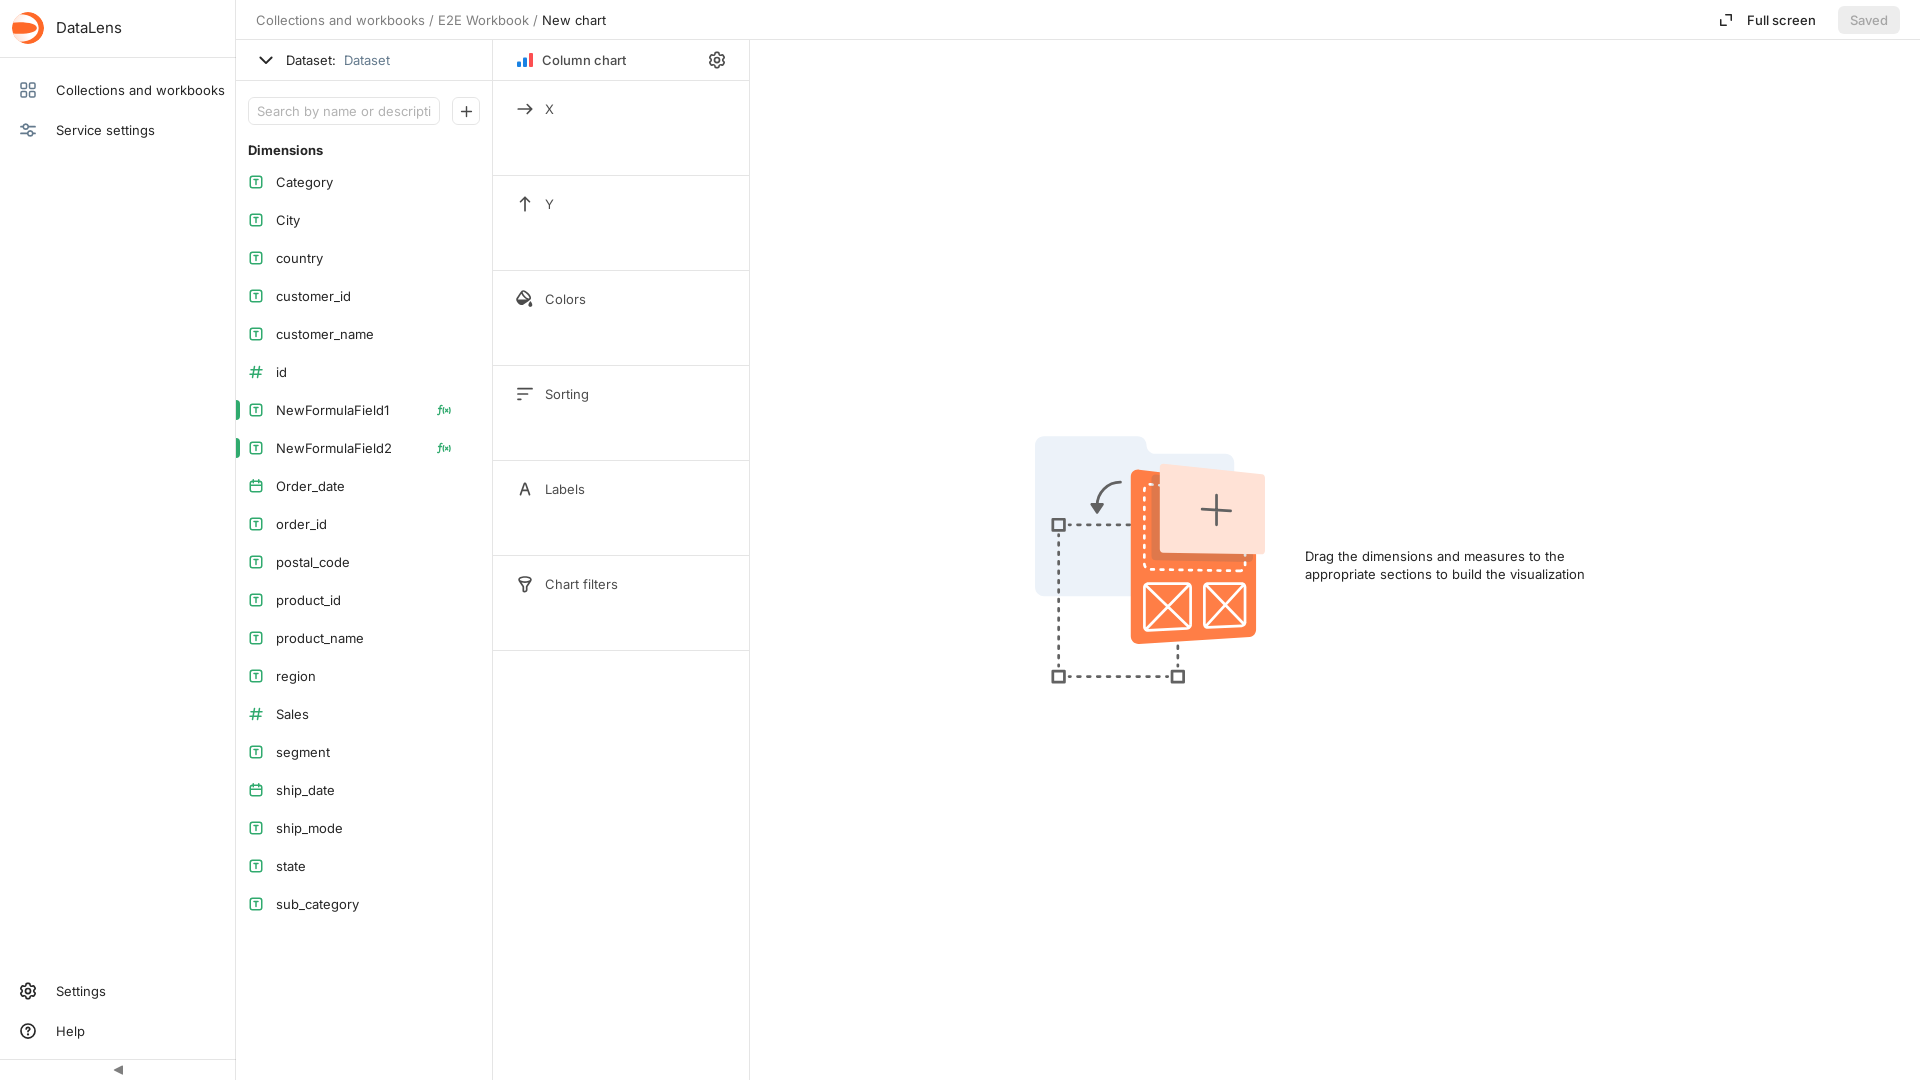 DataLens
Collections and workbooks
Service settings
Settings
Help
Collections and workbooks / E2E Workbook / New chart
Full screen
Saved
Dataset: Dataset
Search by name or descripti
Dimensions
Category
City
country
customer_id
customer_name
id
NewFormulaField1
NewFormulaField2
Order_date
order_id
postal_code
product_id
product_name
region
Sales
segment
ship_date
ship_mode
state
sub_category
Column chart
X
Y
Colors
Sorting
Labels
Chart filters
Drag the dimensions and measures to the
appropriate sections to build the visualization